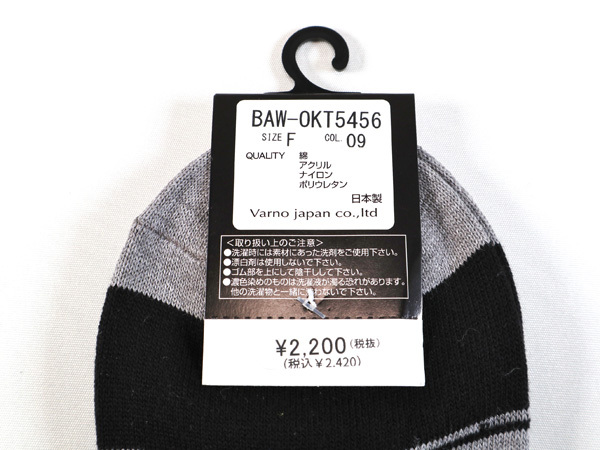 BAW-OKT5456
SIZE F COL. 09
QUALITY 綿
アクリル
ナイロン
ポリウレタン
日本製
Varno japan co.,ltd
<取り扱い上のご注意>
●洗濯時には素材にあった洗剤をご使用下さい。
●漂白剤は使用しないで下さい。
●ゴム部を上にして陰干しして下さい。
●濃色染めのものは洗濯液が濁る恐れがあります。
他の洗濯物と一緒に洗わないで下さい。
¥2,200(税抜)
(税込¥2,420)